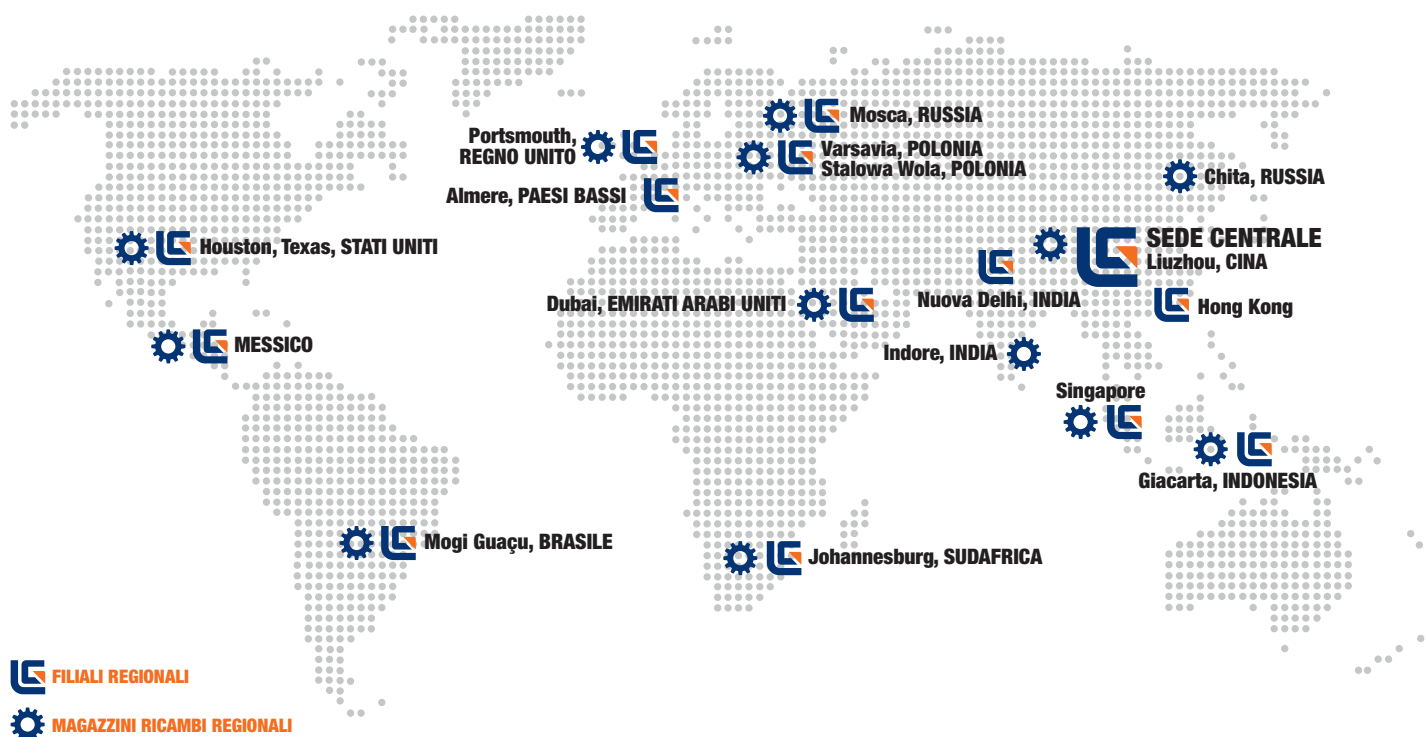 Mosca, RUSSIA
Portsmouth,
REGNO UNITO
Varsavia, POLONIA
Stalowa Wola, POLONIA
Chita, RUSSIA
Almere, PAESI BASSI
Houston, Texas, STATI UNITI
SEDE CENTRALE
Liuzhou, CINA
Dubai, EMIRATI ARABI UNITI
Nuova Delhi, INDIA
Hong Kong
MESSICO
Indore, INDIA
Singapore
Giacarta, INDONESIA
Mogi Guaçu, BRASILE
Johannesburg, SUDAFRICA
FILIALI REGIONALI
MAGAZZINI RICAMBI REGIONALI